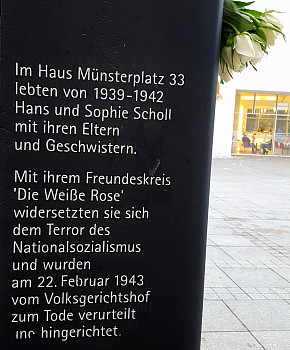 Im Haus Münsterplatz 33
lebten von 1939-1942
Hans und Sophie Scholl
mit ihren Eltern
und Geschwistern.
Mit ihrem Freundeskreis
'Die Weiße Rose'
widersetzten sie sich
dem Terror des
Nationalsozialismus
und wurden
am 22. Februar 1943
vom Volksgerichtshof
zum Tode verurteilt
und hingerichtet.